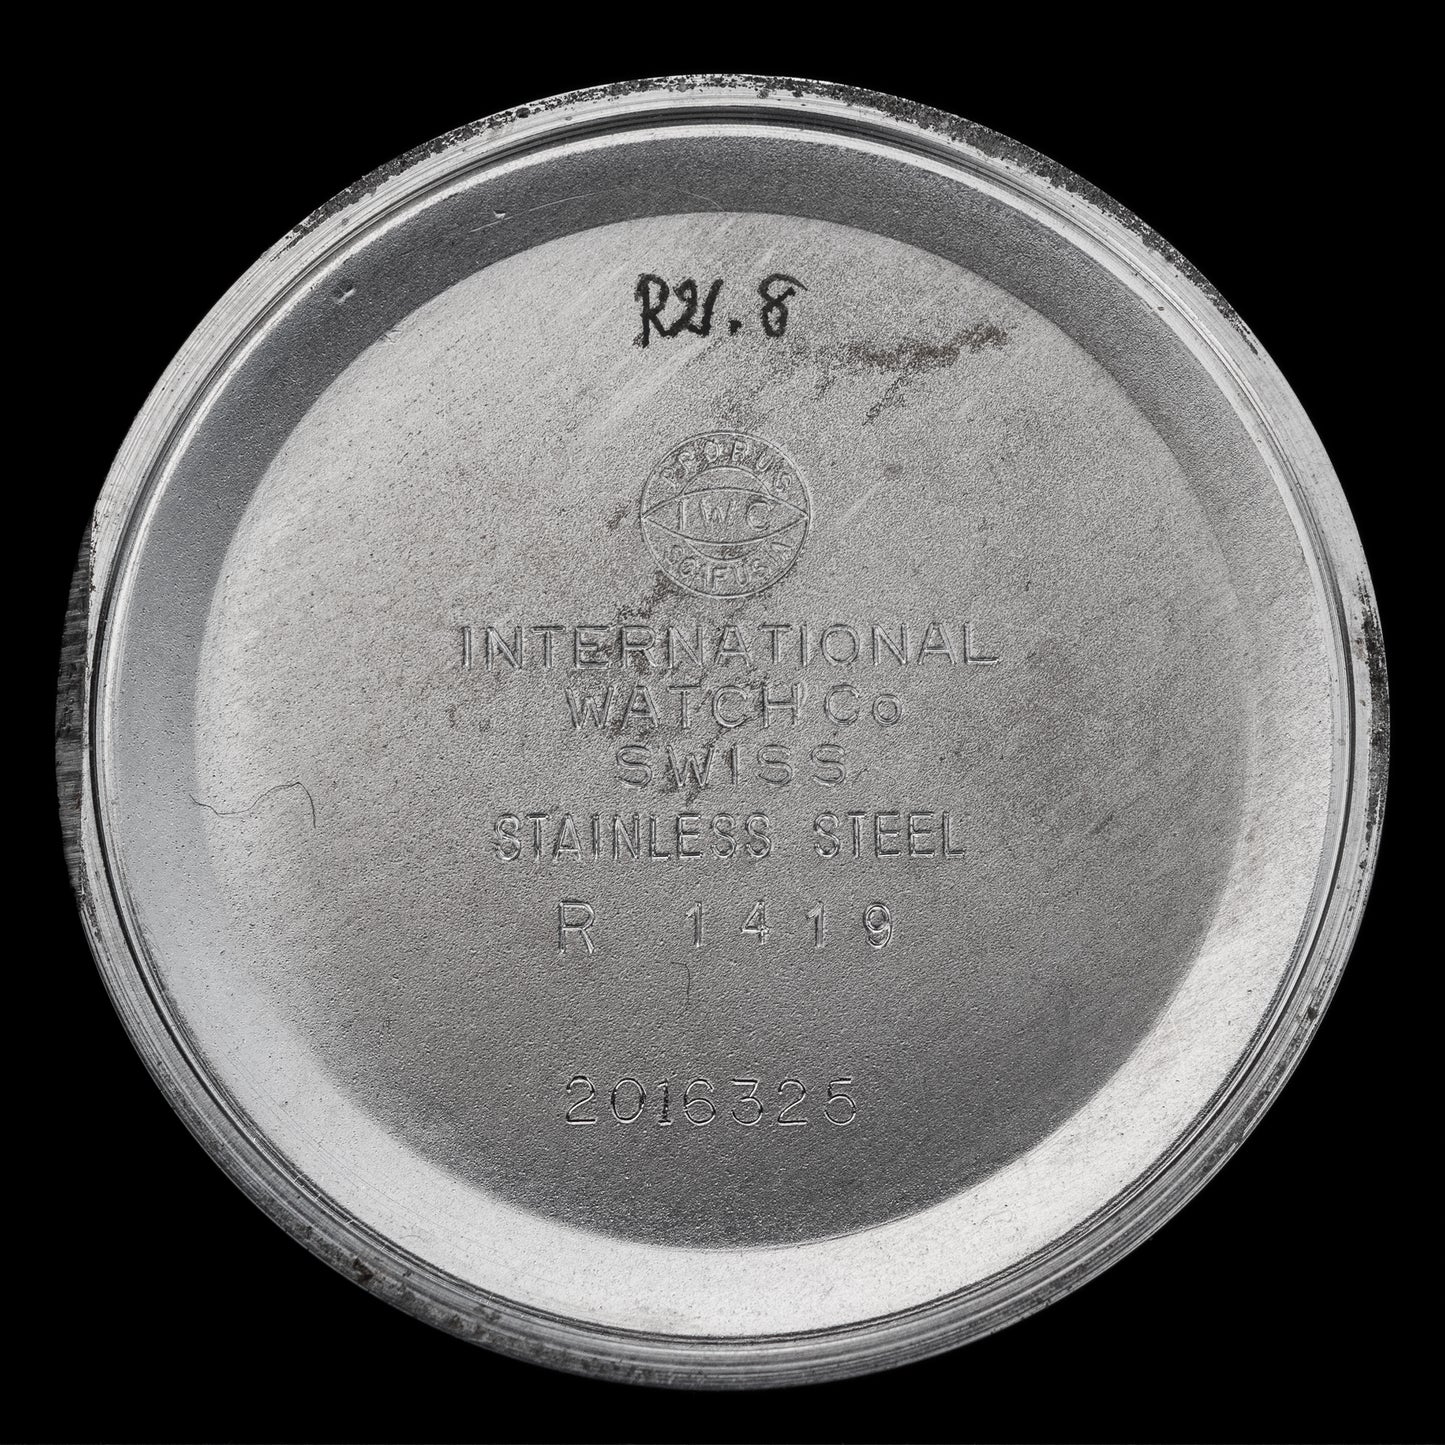 R21.8
PROBUS
IWC
SCAFUSIA
INTERNATIONAL
WATCH Co
SWISS
STAINLESS STEEL
R 1419
2016325